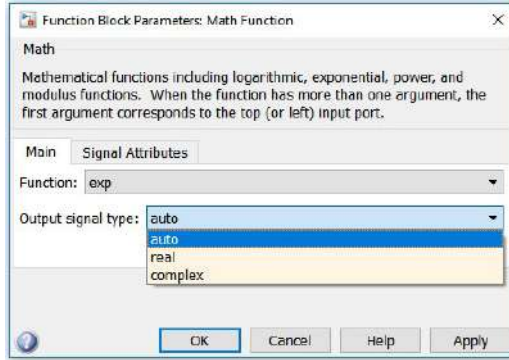 Function Block Parameters: Math Function
Math
Mathematical functions including logarithmic, exponential, power, and
modulus functions. When the function has more than one argument, the
first argument corresponds to the top (or left) input port.
Main Signal Attributes
Function: exp
Output signal type: auto
auto
real
complex
OK Cancel Help Apply